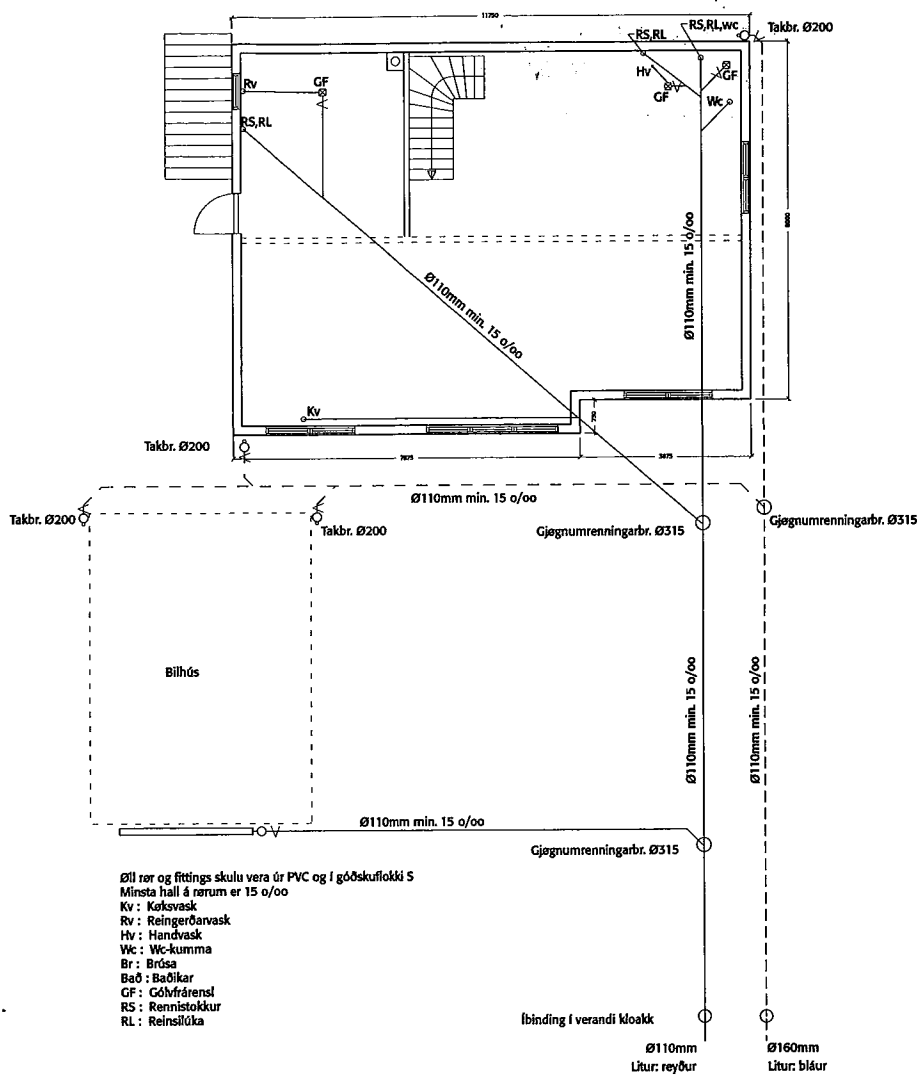 11750
RS,RL,wc
Takbr. Ø200
RS,RL
Rv
GF
Hv
GF
GF
Wc
RS,RL
Ø110mm min. 15 o/oo
Ø110mm min. 15 o/oo
Kv
750
Takbr. Ø200
7875
3875
Ø110mm min. 15 o/oo
Takbr. Ø200
Takbr. Ø200
Gjøgnumrenningarbr. Ø315
Gjøgnumrenningarbr. Ø315
Bilhús
Ø110mm min. 15 o/oo
Ø110mm min. 15 o/oo
Ø110mm min. 15 o/oo
Gjøgnumrenningarbr. Ø315
Øll rør og fittings skulu vera úr PVC og í góðskuflokki S
Minsta hall á rørum er 15 o/oo
Kv : Køksvask
Rv : Reingerðarvask
Hv : Handvask
Wc : Wc-kumma
Br : Brúsa
Bað : Baðikar
GF : Gólvfrárensl
RS : Rennistokkur
RL : Reinsilúka
Íbinding í verandi kloakk
Ø110mm
Litur: reyður
Ø160mm
Litur: bláur